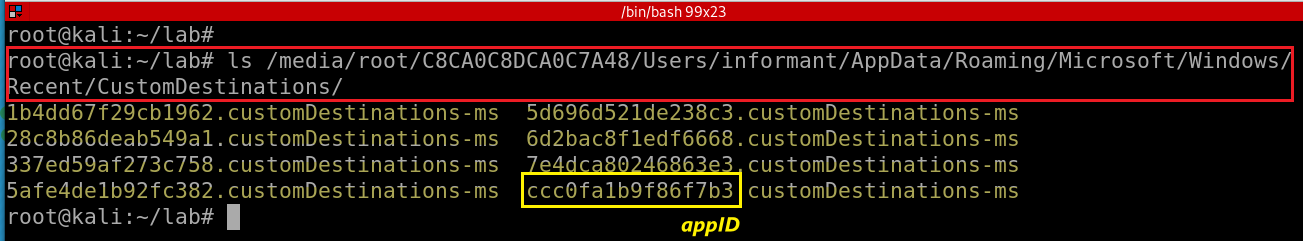 /bin/bash 99x23
root@kali:~/lab#
root@kali:~/lab# ls /media/root/C8CA0C8DCA0C7A48/Users/informant/AppData/Roaming/Microsoft/Windows/
Recent/CustomDestinations/
1b4dd67f29cb1962.customDestinations-ms  5d696d521de238c3.customDestinations-ms
28c8b86deab549a1.customDestinations-ms  6d2bac8f1edf6668.customDestinations-ms
337ed59af273c758.customDestinations-ms  7e4dca80246863e3.customDestinations-ms
5afe4de1b92fc382.customDestinations-ms  ccc0fa1b9f86f7b3.customDestinations-ms
root@kali:~/lab#
appID